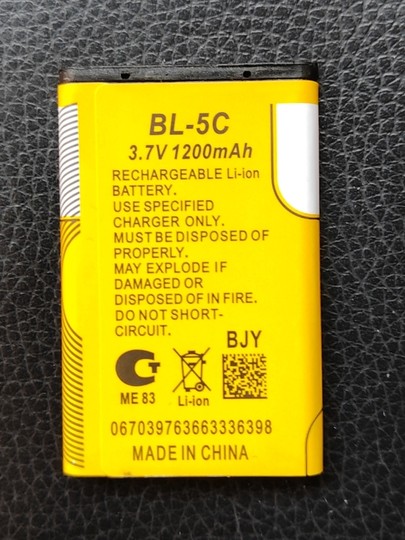 BL-5C
3.7V 1200mAh
RECHARGEABLE Li-ion
BATTERY.
USE SPECIFIED
CHARGER ONLY.
MUST BE DISPOSED OF
PROPERLY.
MAY EXPLODE IF
DAMAGED OR
DISPOSED OF IN FIRE.
DO NOT SHORT-
CIRCUIT.
BJY
ME 83
Li-ion
067039763663336398
MADE IN CHINA